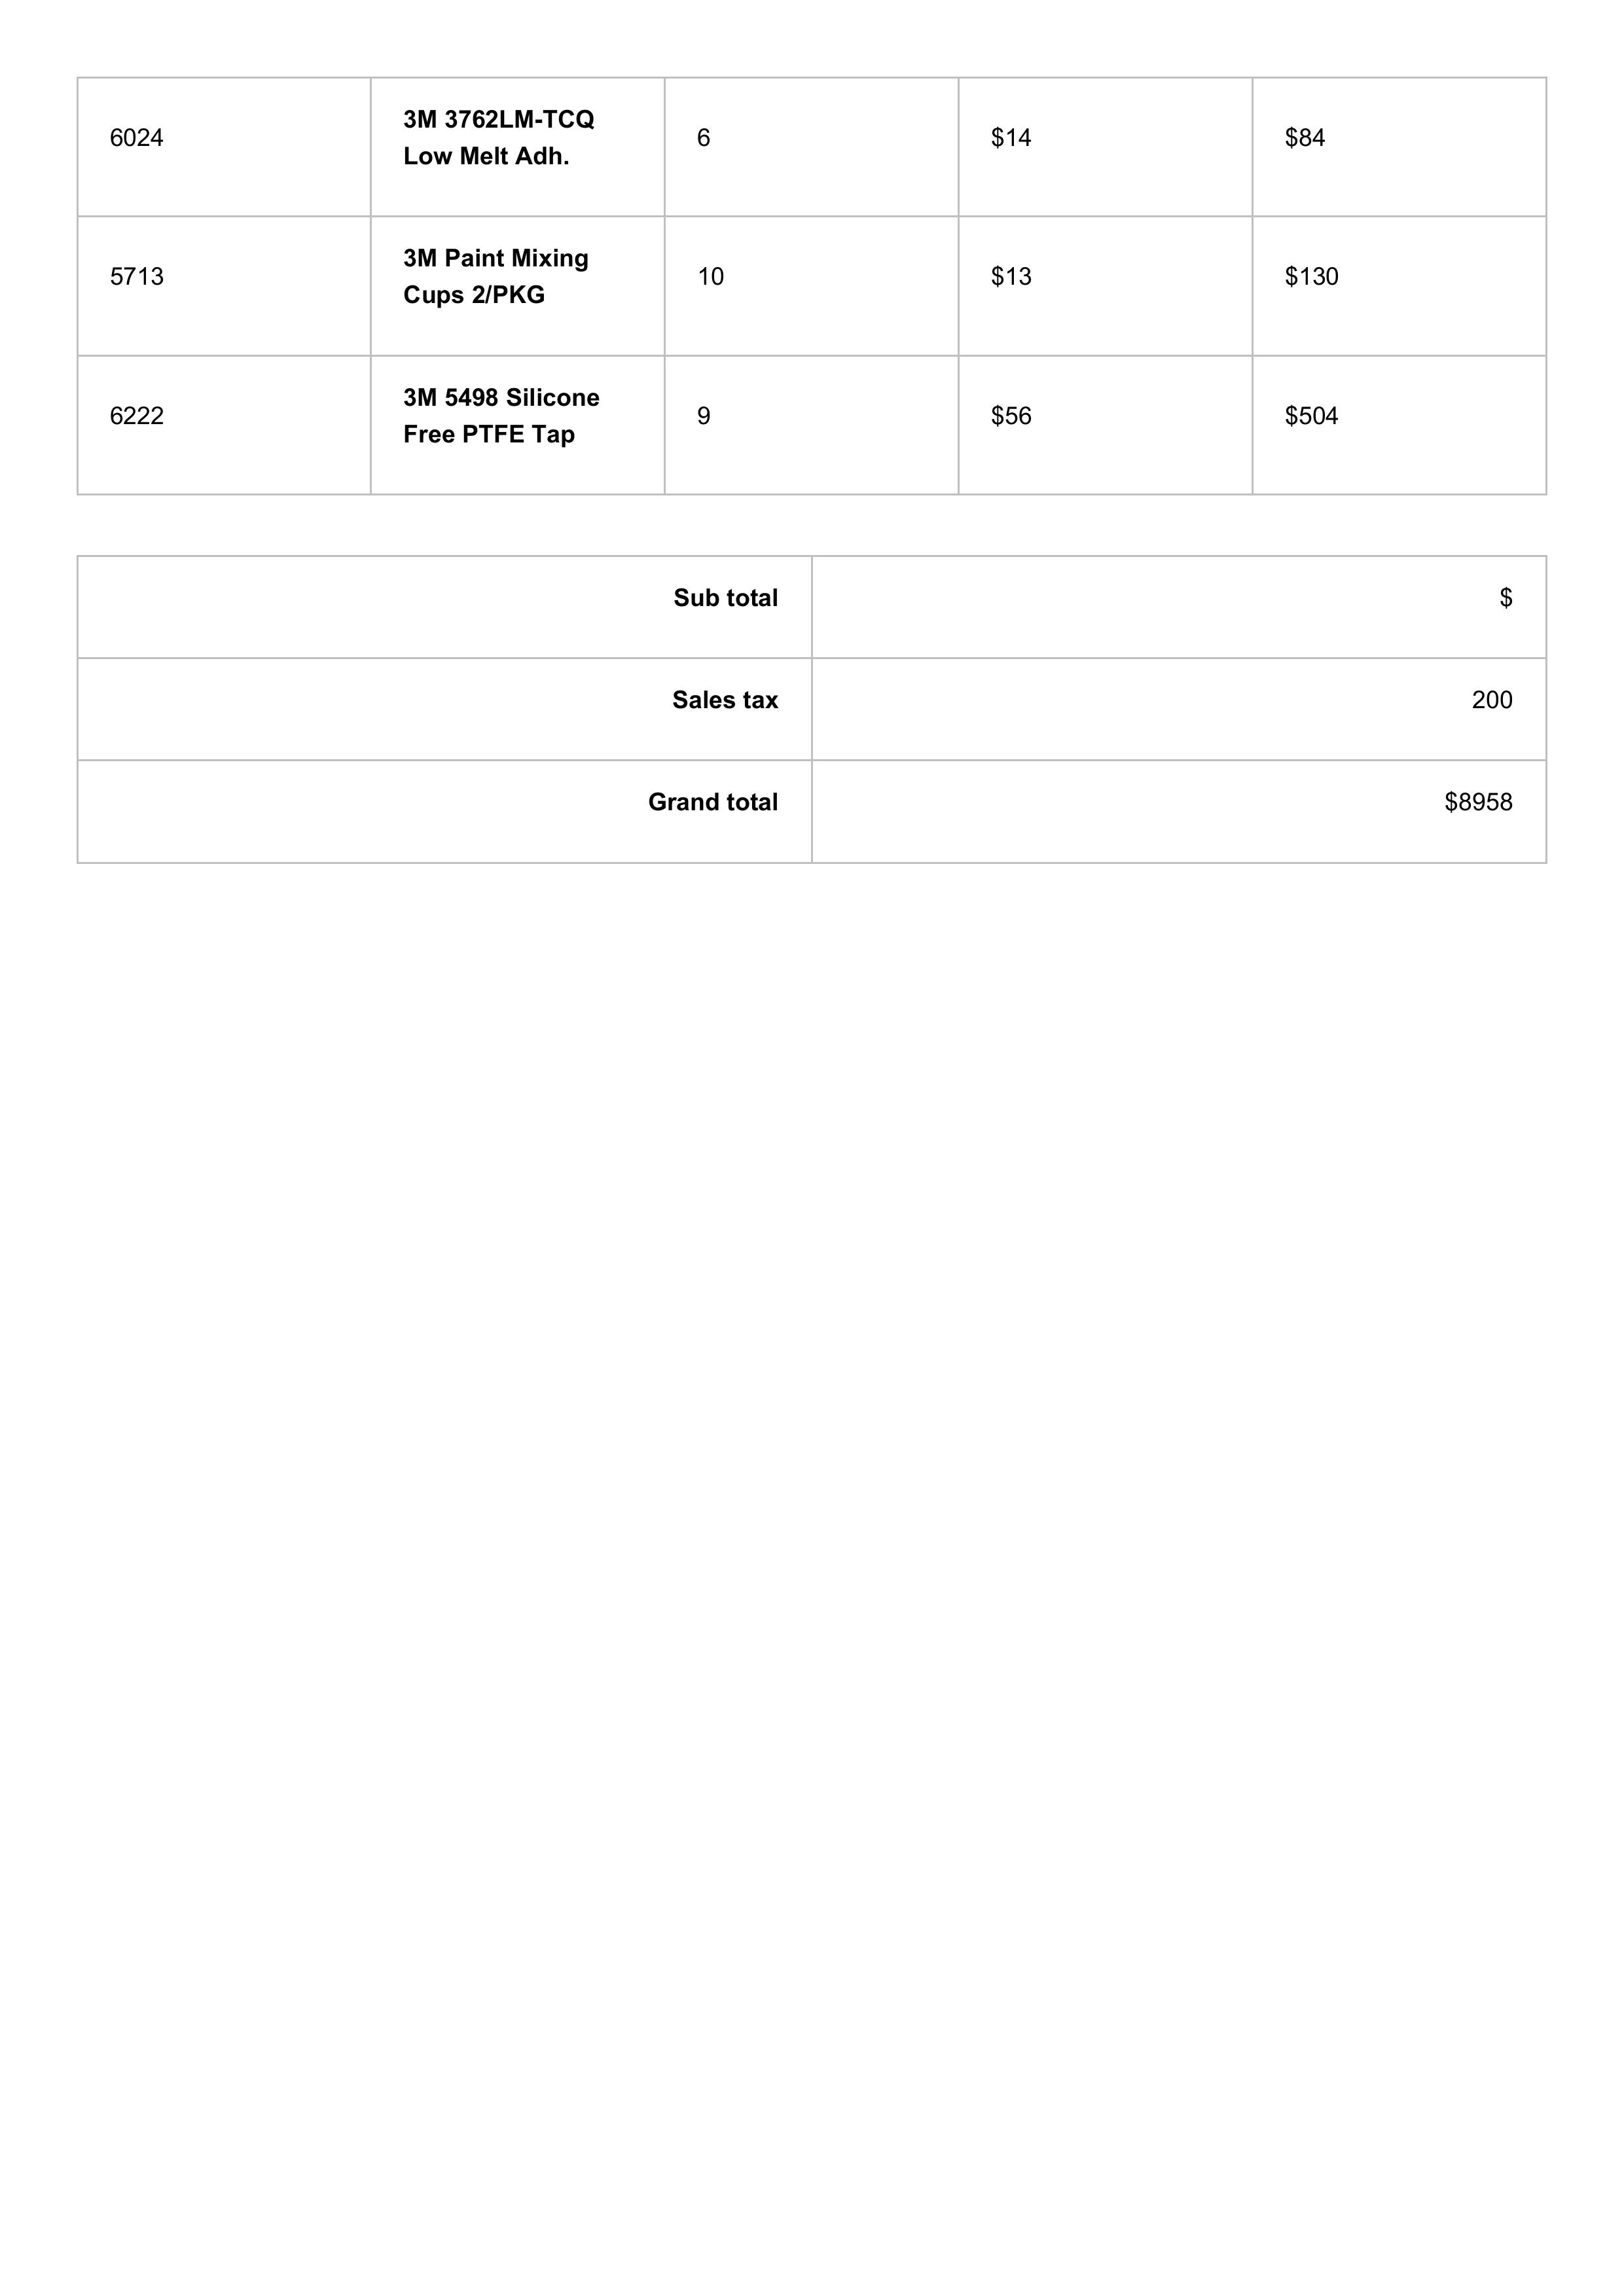 6024 3M 3762LM-TCQ 6 $14 $84
Low Melt Adh.
5713 3M Paint Mixing 10 $13 $130
Cups 2/PKG
6222 3M 5498 Silicone 9 $56 $504
Free PTFE Tap
Sub total $
Sales tax 200
Grand total $8958